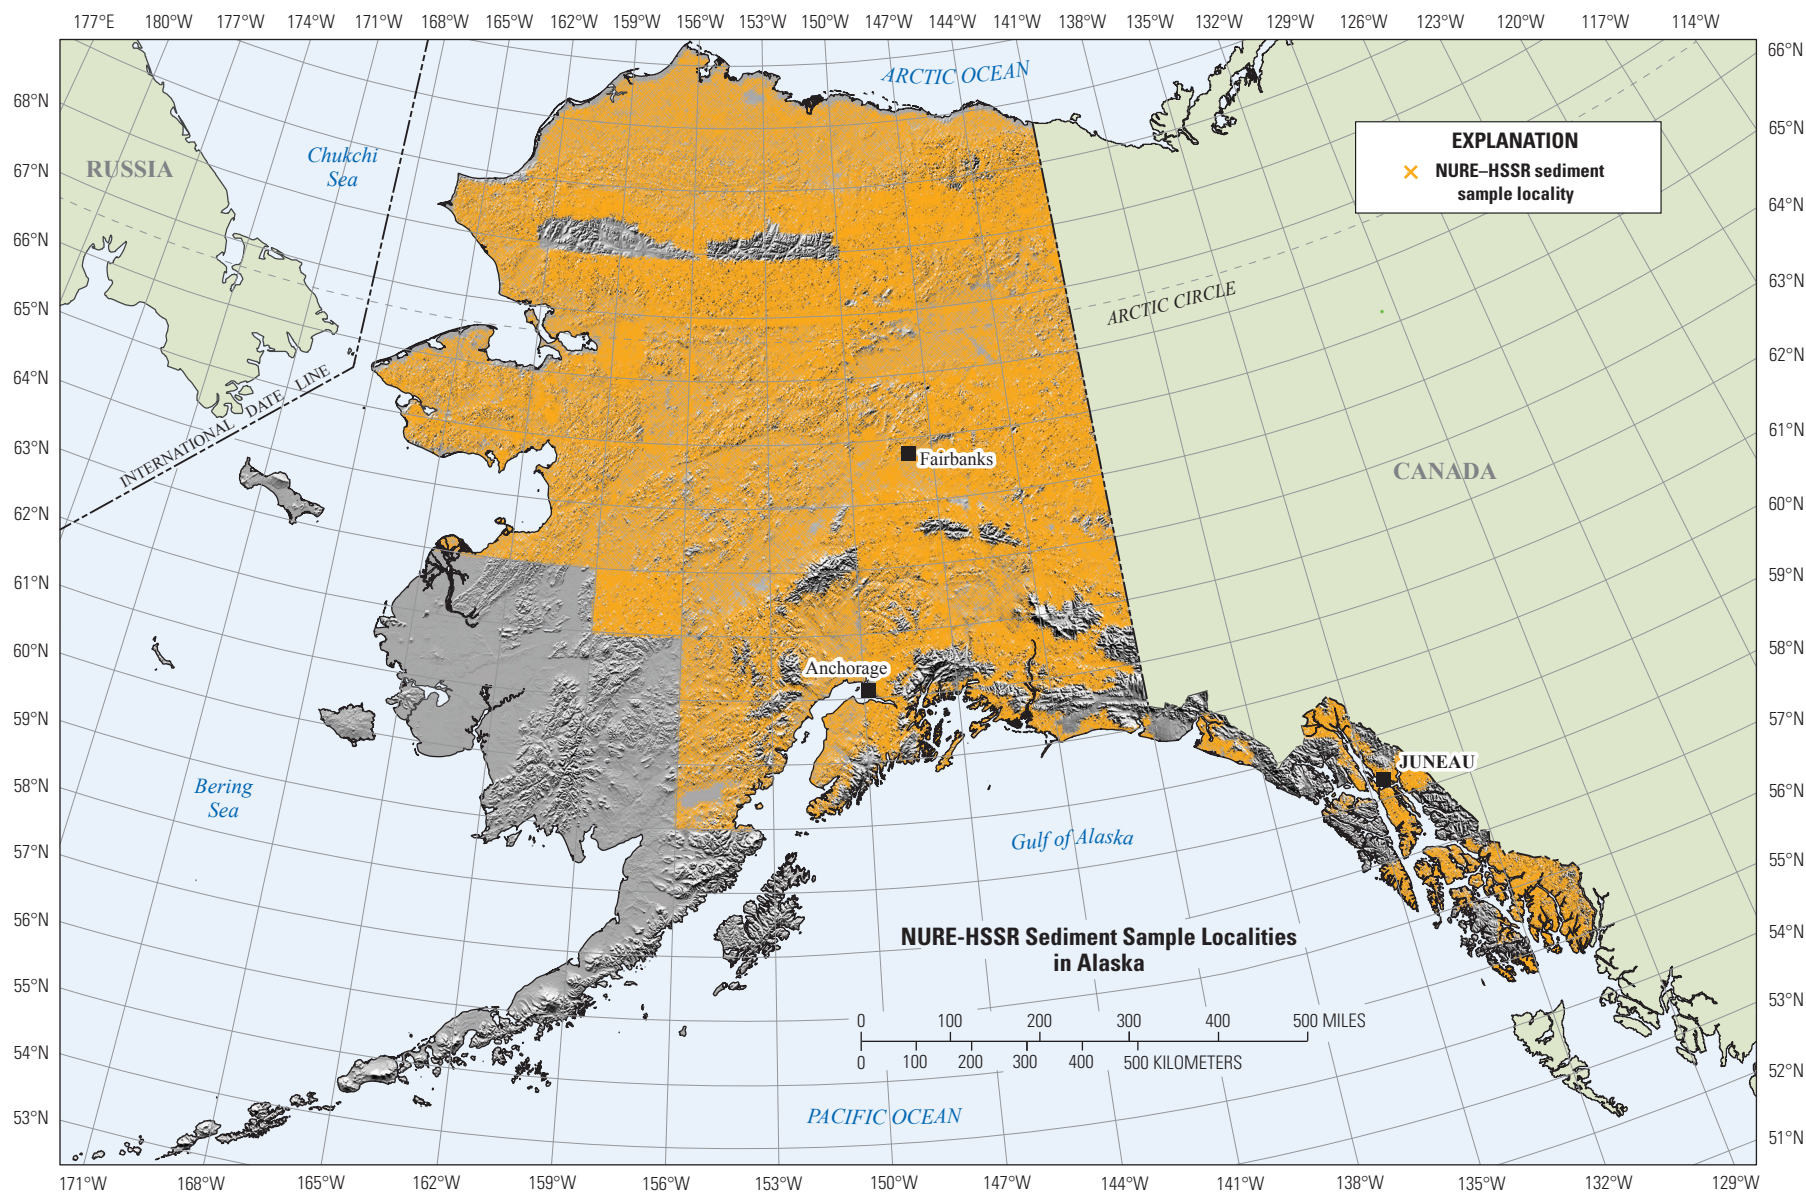 177°E 180°W 177°W 174°W 171°W 168°W 165°W 162°W 159°W 156°W 153°W 150°W 147°W 144°W 141°W 138°W 135°W 132°W 129°W 126°W 123°W 120°W 117°W 114°W
66°N
65°N
64°N
63°N
62°N
61°N
60°N
59°N
58°N
57°N
56°N
55°N
54°N
53°N
52°N
51°N
68°N
67°N
66°N
65°N
64°N
63°N
62°N
61°N
60°N
59°N
58°N
57°N
56°N
55°N
54°N
53°N
ARCTIC OCEAN
RUSSIA
Chukchi
Sea
EXPLANATION
NURE–HSSR sediment
sample locality
ARCTIC CIRCLE
INTERNATIONAL DATE LINE
Fairbanks
CANADA
Anchorage
JUNEAU
Bering
Sea
Gulf of Alaska
NURE-HSSR Sediment Sample Localities
in Alaska
0 100 200 300 400 500 MILES
0 100 200 300 400 500 KILOMETERS
PACIFIC OCEAN
171°W 168°W 165°W 162°W 159°W 156°W 153°W 150°W 147°W 144°W 141°W 138°W 135°W 132°W 129°W